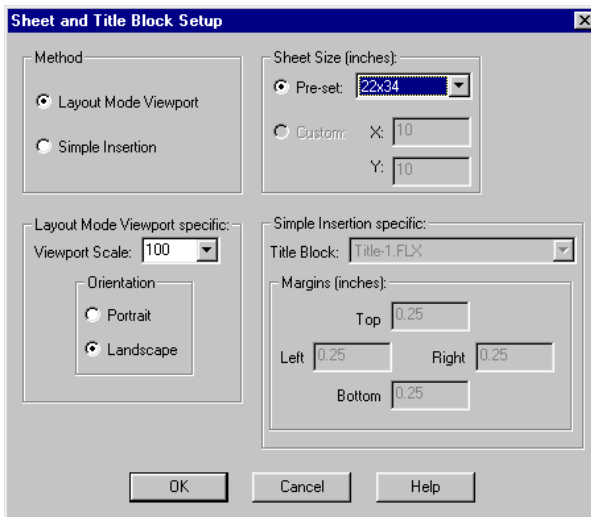 Sheet and Title Block Setup
Method
Layout Mode Viewport
Simple Insertion
Sheet Size (inches):
Pre-set: 22x34
Custom: X: 10
Y: 10
Layout Mode Viewport specific:
Viewport Scale: 100
Orientation
Portrait
Landscape
Simple Insertion specific:
Title Block: Title-1.FLX
Margins (inches):
Top 0.25
Left 0.25 Right 0.25
Bottom 0.25
OK Cancel Help